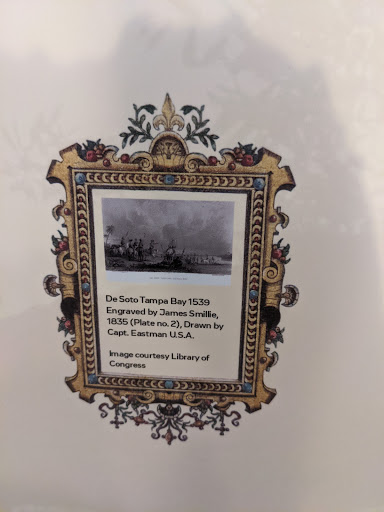 De Soto Tampa Bay 1539
Engraved by James Smillie,
1835 (Plate no. 2), Drawn by
Capt. Eastman U.S.A.
Image courtesy Library of
Congress